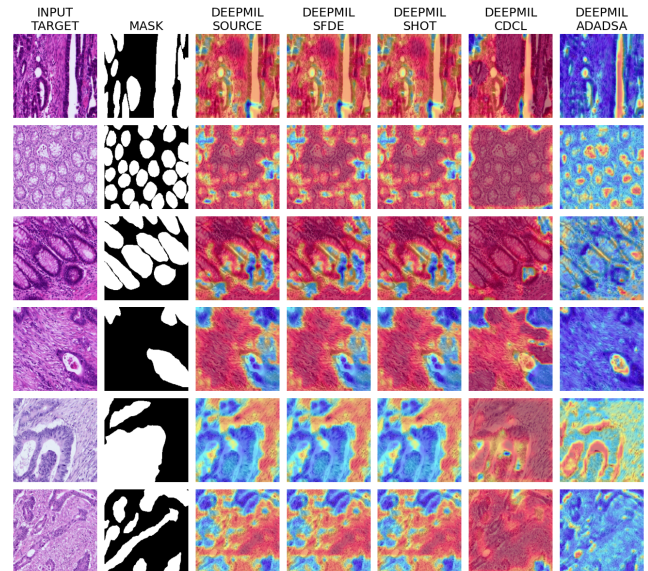 INPUT TARGET
MASK
DEEPMIL SOURCE
DEEPMIL SFDE
DEEPMIL SHOT
DEEPMIL CDCL
DEEPMIL ADADSA